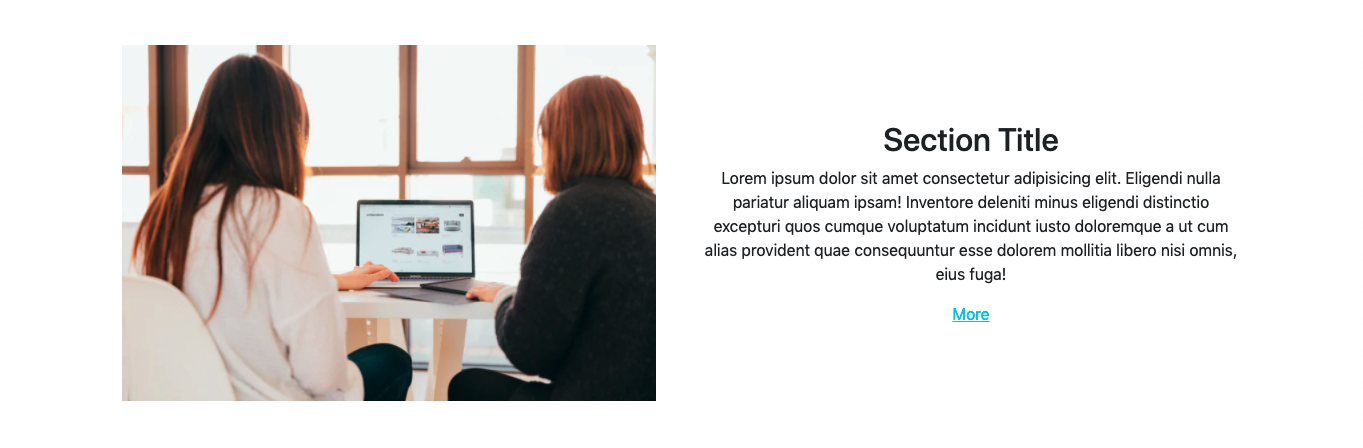 Section Title
Lorem ipsum dolor sit amet consectetur adipisicing elit. Eligendi nulla
pariatur aliquam ipsam! Inventore deleniti minus eligendi distinctio
excepturi quos cumque voluptatum incidunt iusto doloremque a ut cum
alias provident quae consequuntur esse dolorem mollitia libero nisi omnis,
eius fuga!
More